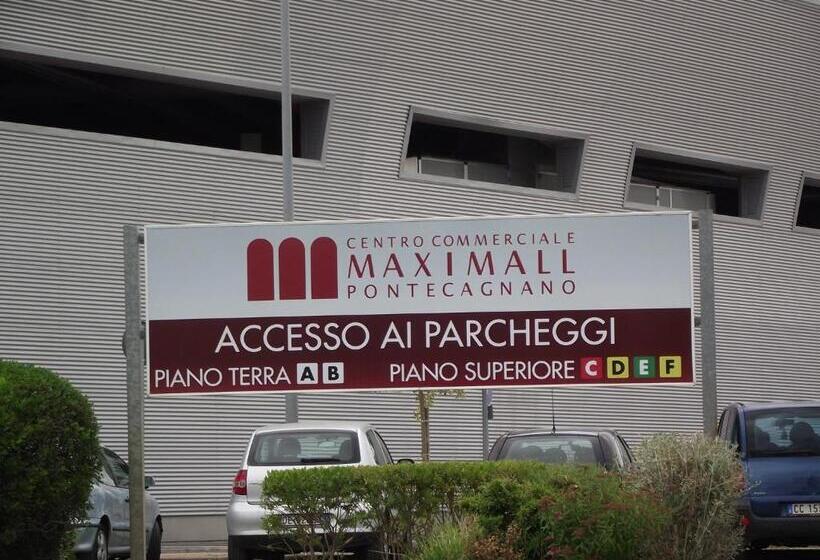 CENTRO COMMERCIALE
MAXIMALL
PONTECAGNANO
ACCESSO AI PARCHEGGI
PIANO TERRA A B PIANO SUPERIORE C D E F